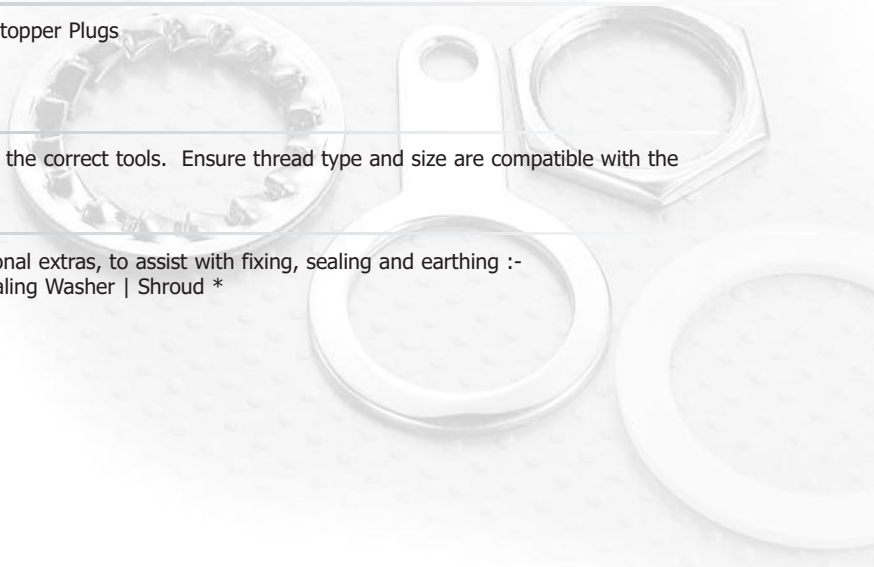 topper Plugs
the correct tools.  Ensure thread type and size are compatible with the
onal extras, to assist with fixing, sealing and earthing :-
aling Washer | Shroud *